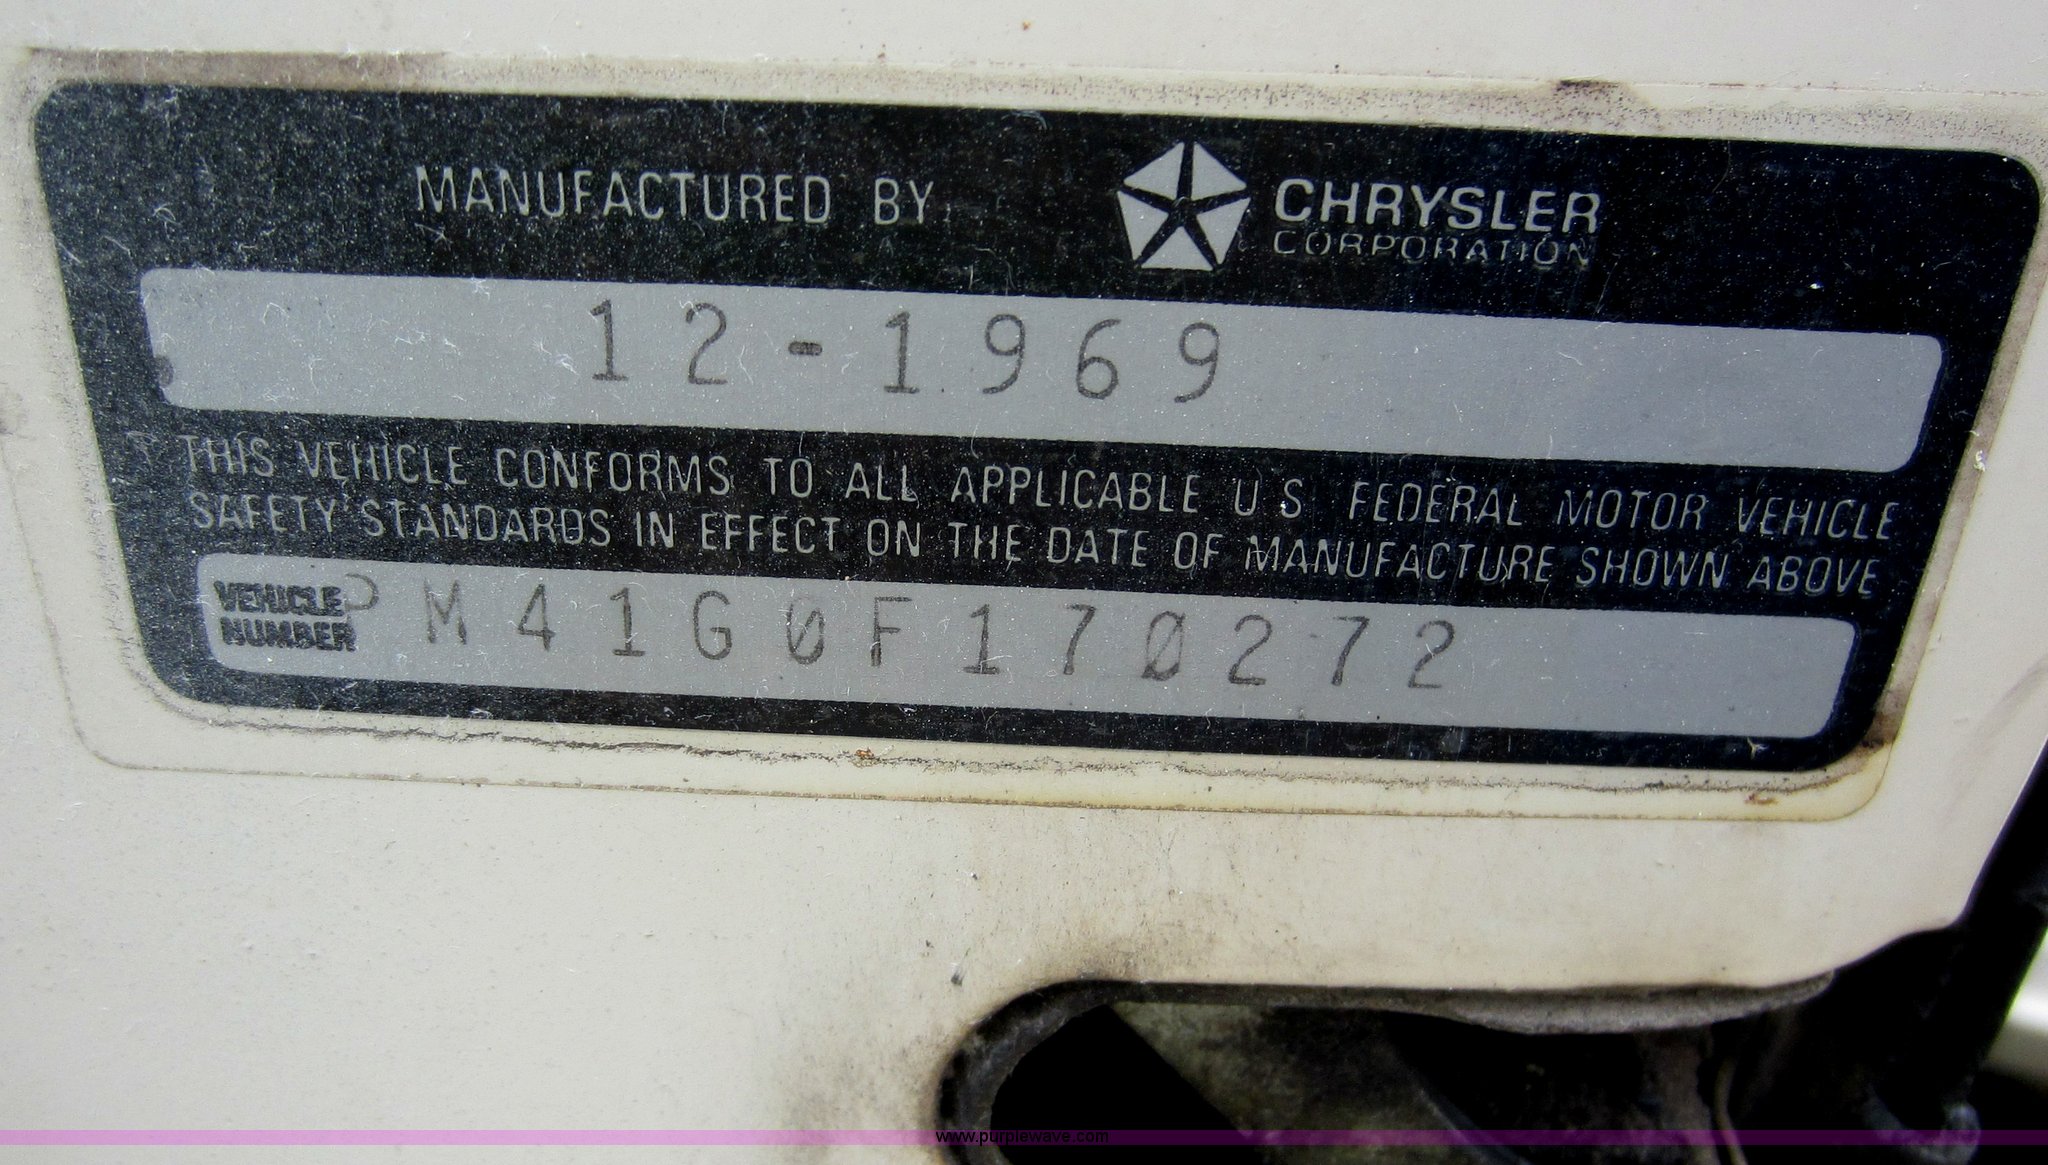 MANUFACTURED BY CHRYSLER
CORPORATION
12-1969
THIS VEHICLE CONFORMS TO ALL APPLICABLE U S FEDERAL MOTOR VEHICLE
SAFETY STANDARDS IN EFFECT ON THE DATE OF MANUFACTURE SHOWN ABOVE
VEHICLE
NUMBER
PM41G0F170272
www.purplewave.com